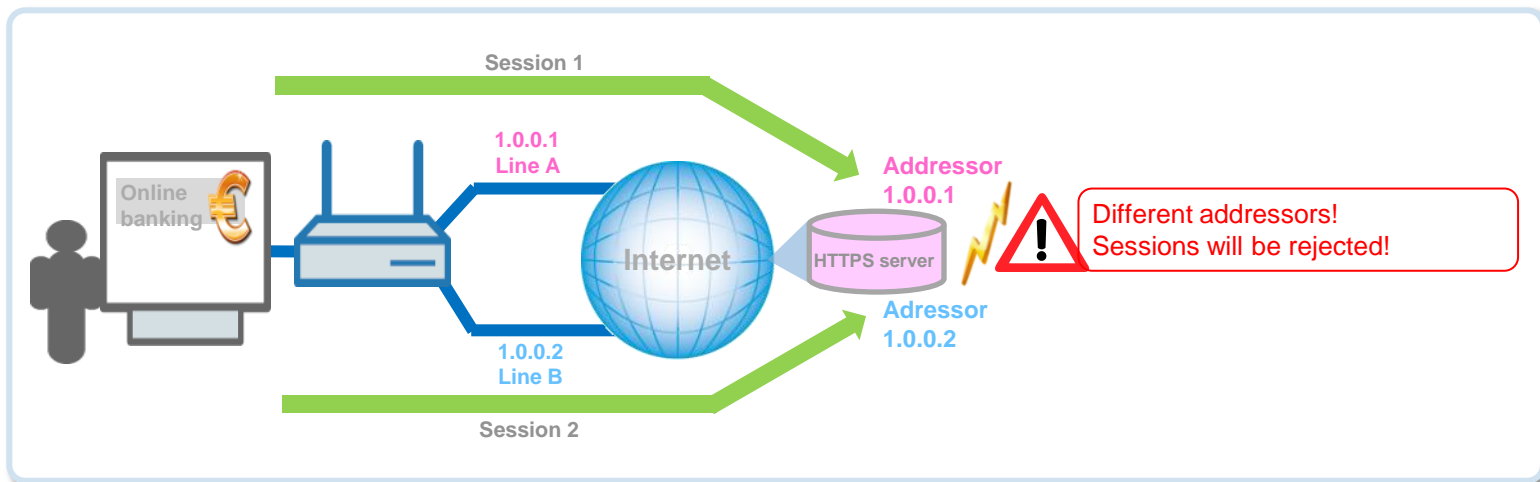 Session 1
1.0.0.1
Line A
Addressor
1.0.0.1
Online
banking
€
Different addressors!
Sessions will be rejected!
!
Internet
HTTPS server
Adressor
1.0.0.2
1.0.0.2
Line B
Session 2